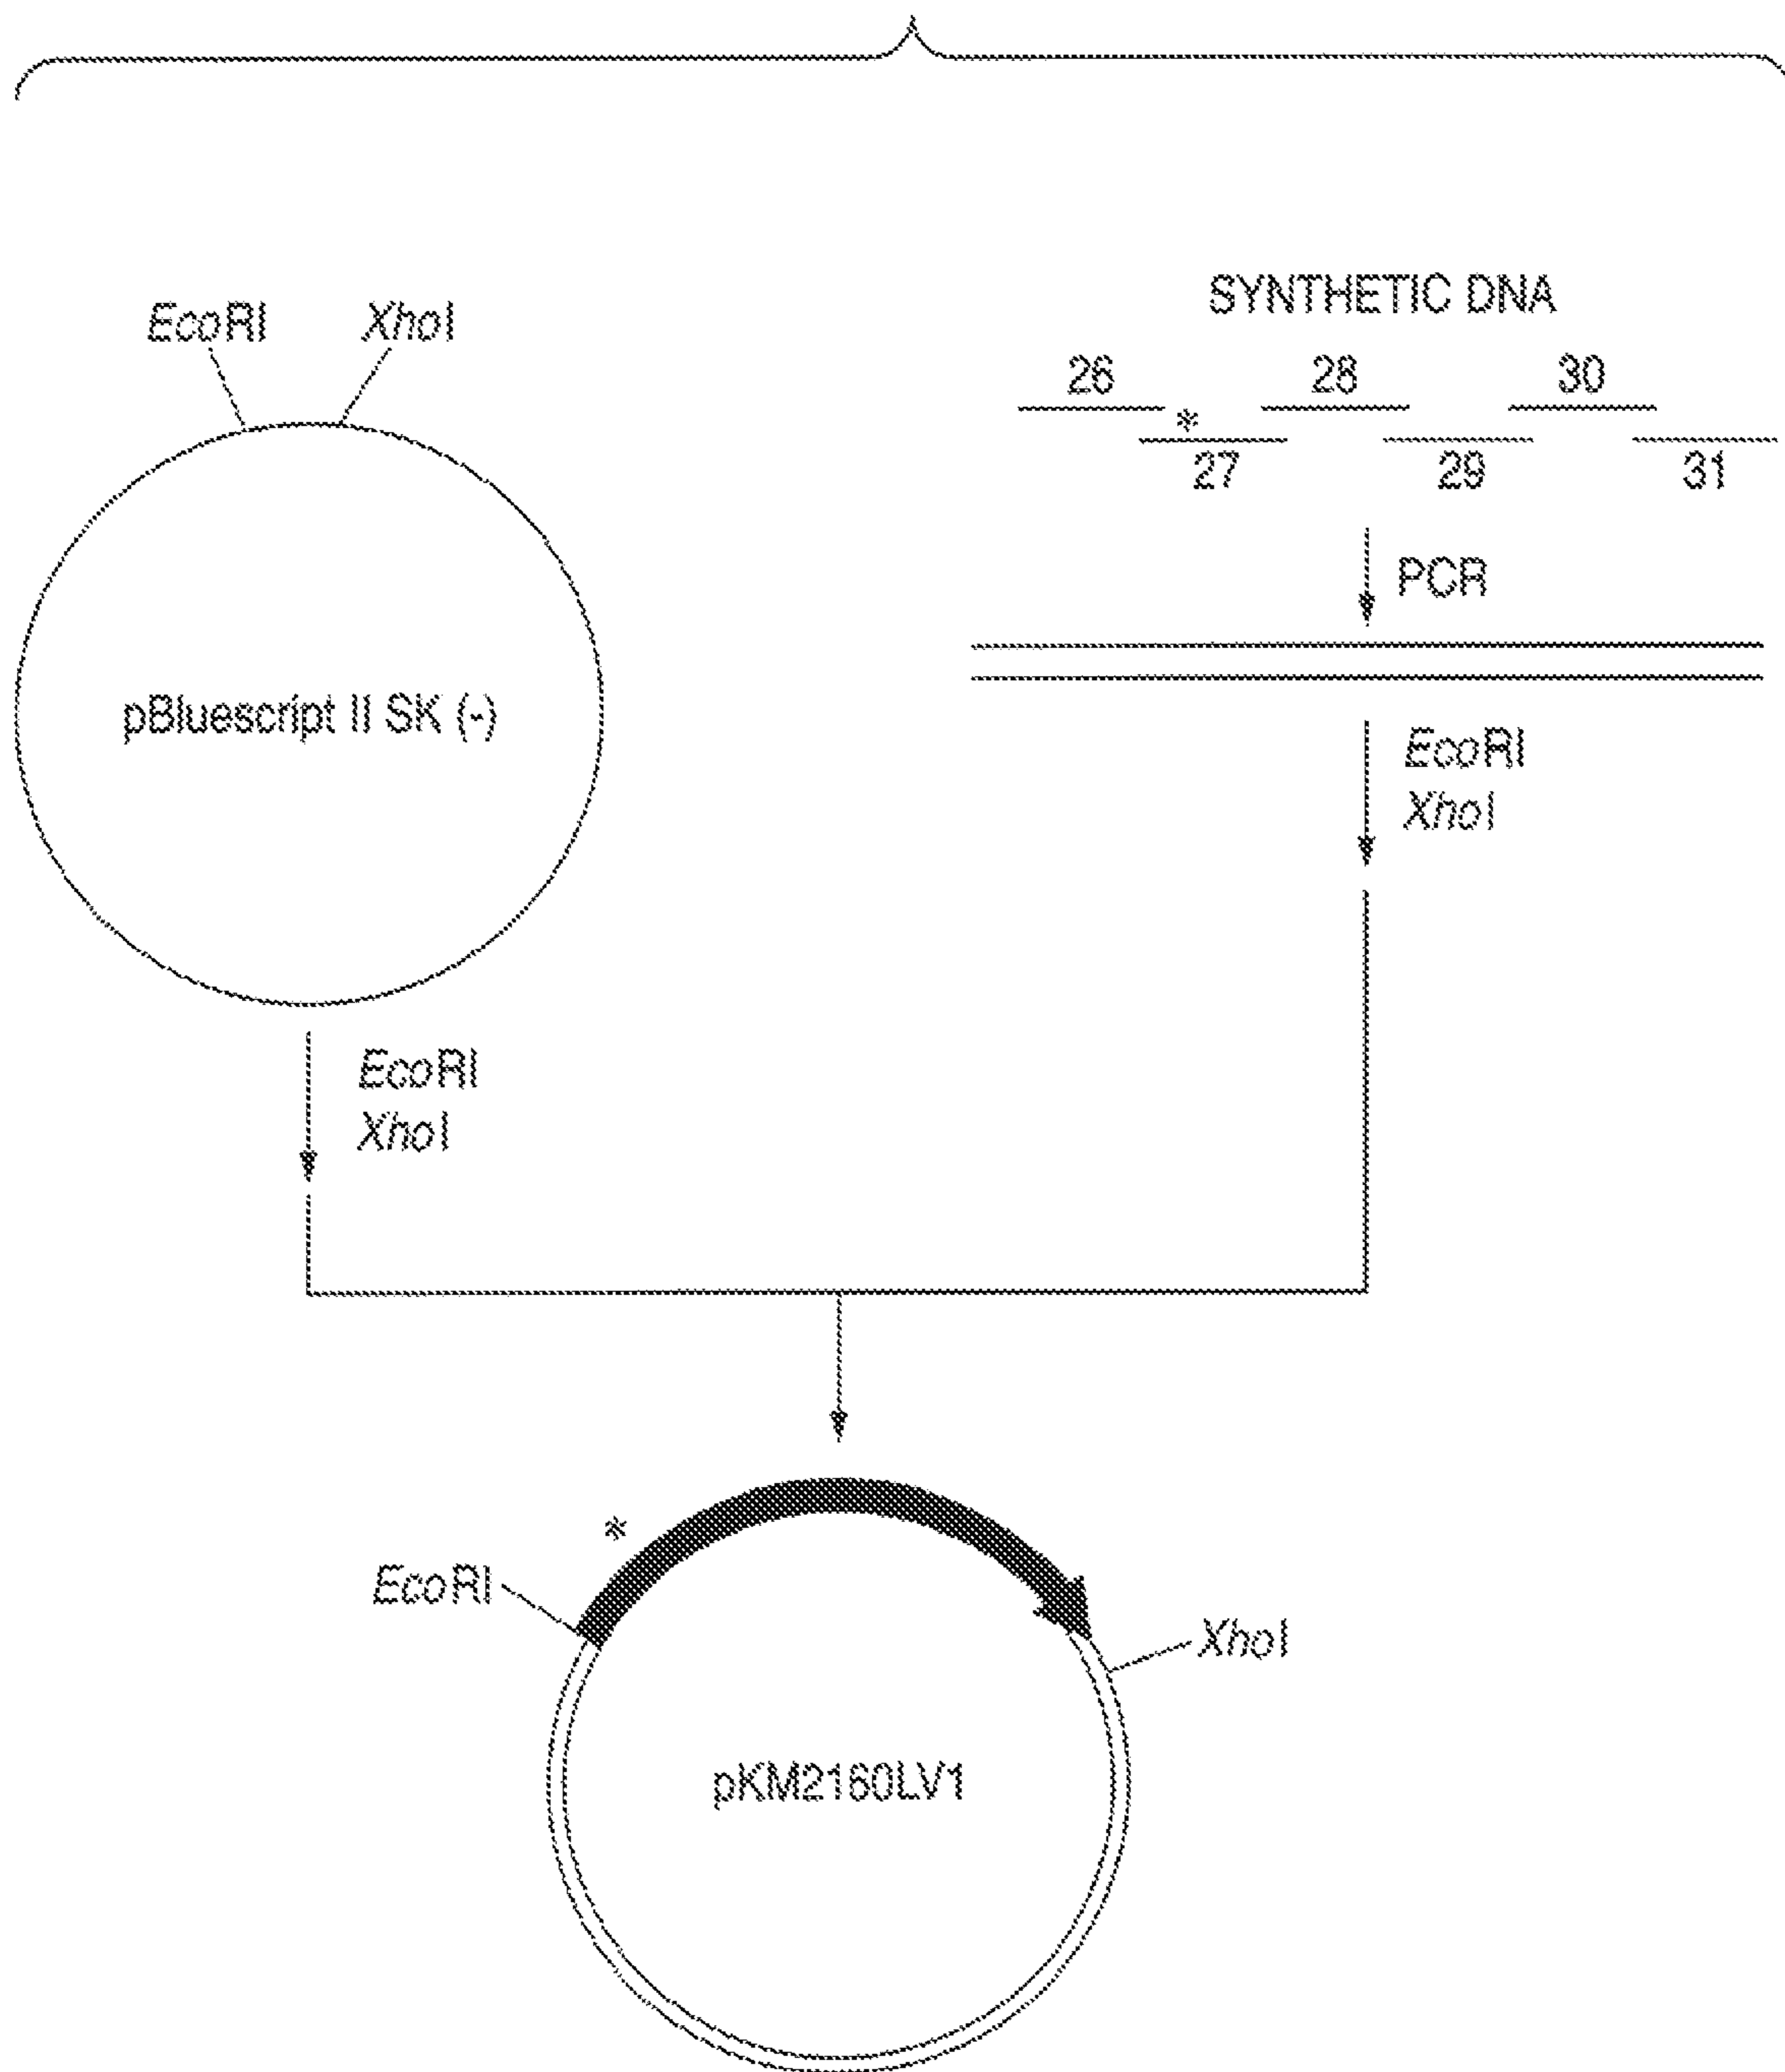 EcoRI XhoI
pBluescript II SK (-)
EcoRI
XhoI
SYNTHETIC DNA
26 28 30
*
27 29 31
PCR
EcoRI
XhoI
*
EcoRI
XhoI
pKM2160LV1